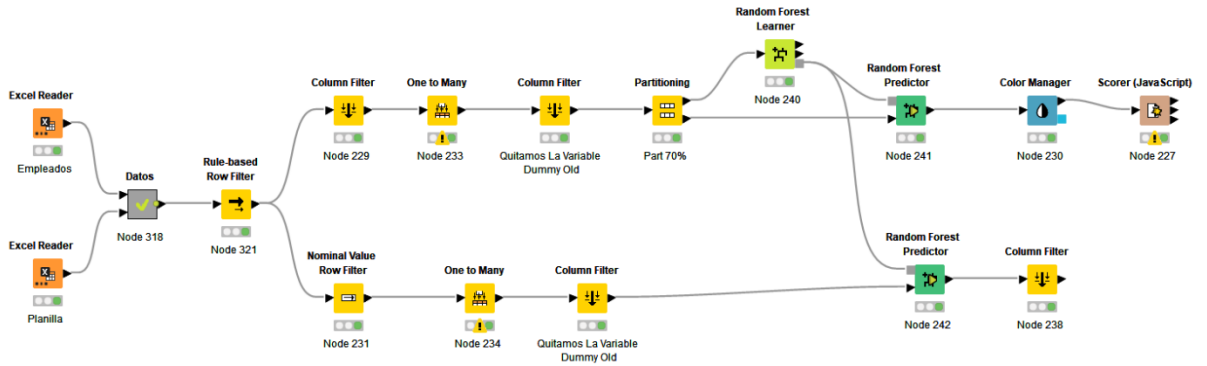 Random Forest
Learner
Node 240
Column Filter
Node 229
One to Many
Node 233
Column Filter
Quitamos La Variable
Dummy Old
Partitioning
Part 70%
Random Forest
Predictor
Node 241
Color Manager
Node 230
Scorer (JavaScript)
Node 227
Excel Reader
Empleados
Datos
Node 318
Rule-based
Row Filter
Node 321
Excel Reader
Planilla
Nominal Value
Row Filter
Node 231
One to Many
Node 234
Column Filter
Quitamos La Variable
Dummy Old
Random Forest
Predictor
Node 242
Column Filter
Node 238